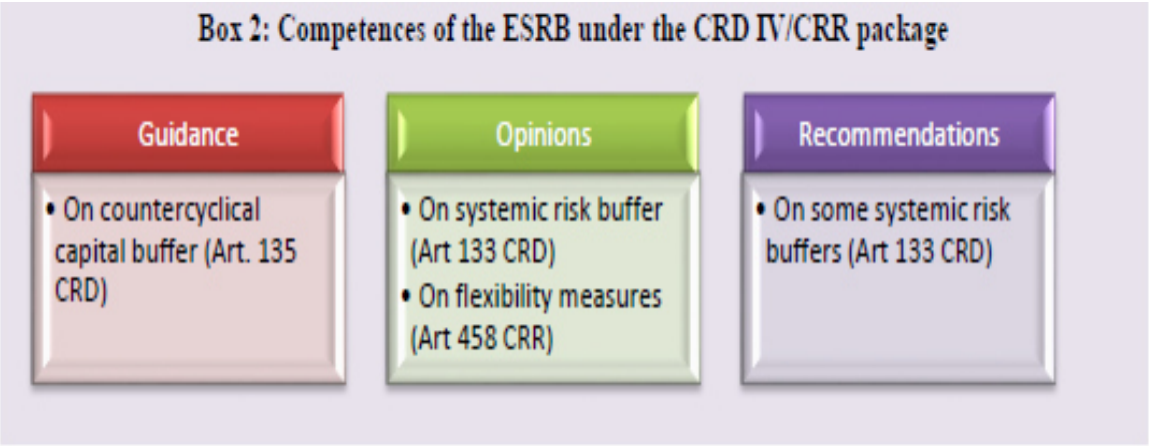 Box 2: Competences of the ESRB under the CRD IV/CRR package
Guidance
• On countercyclical
capital buffer (Art. 135
CRD)
Opinions
• On systemic risk buffer
(Art 133 CRD)
• On flexibility measures
(Art 458 CRR)
Recommendations
• On some systemic risk
buffers (Art 133 CRD)